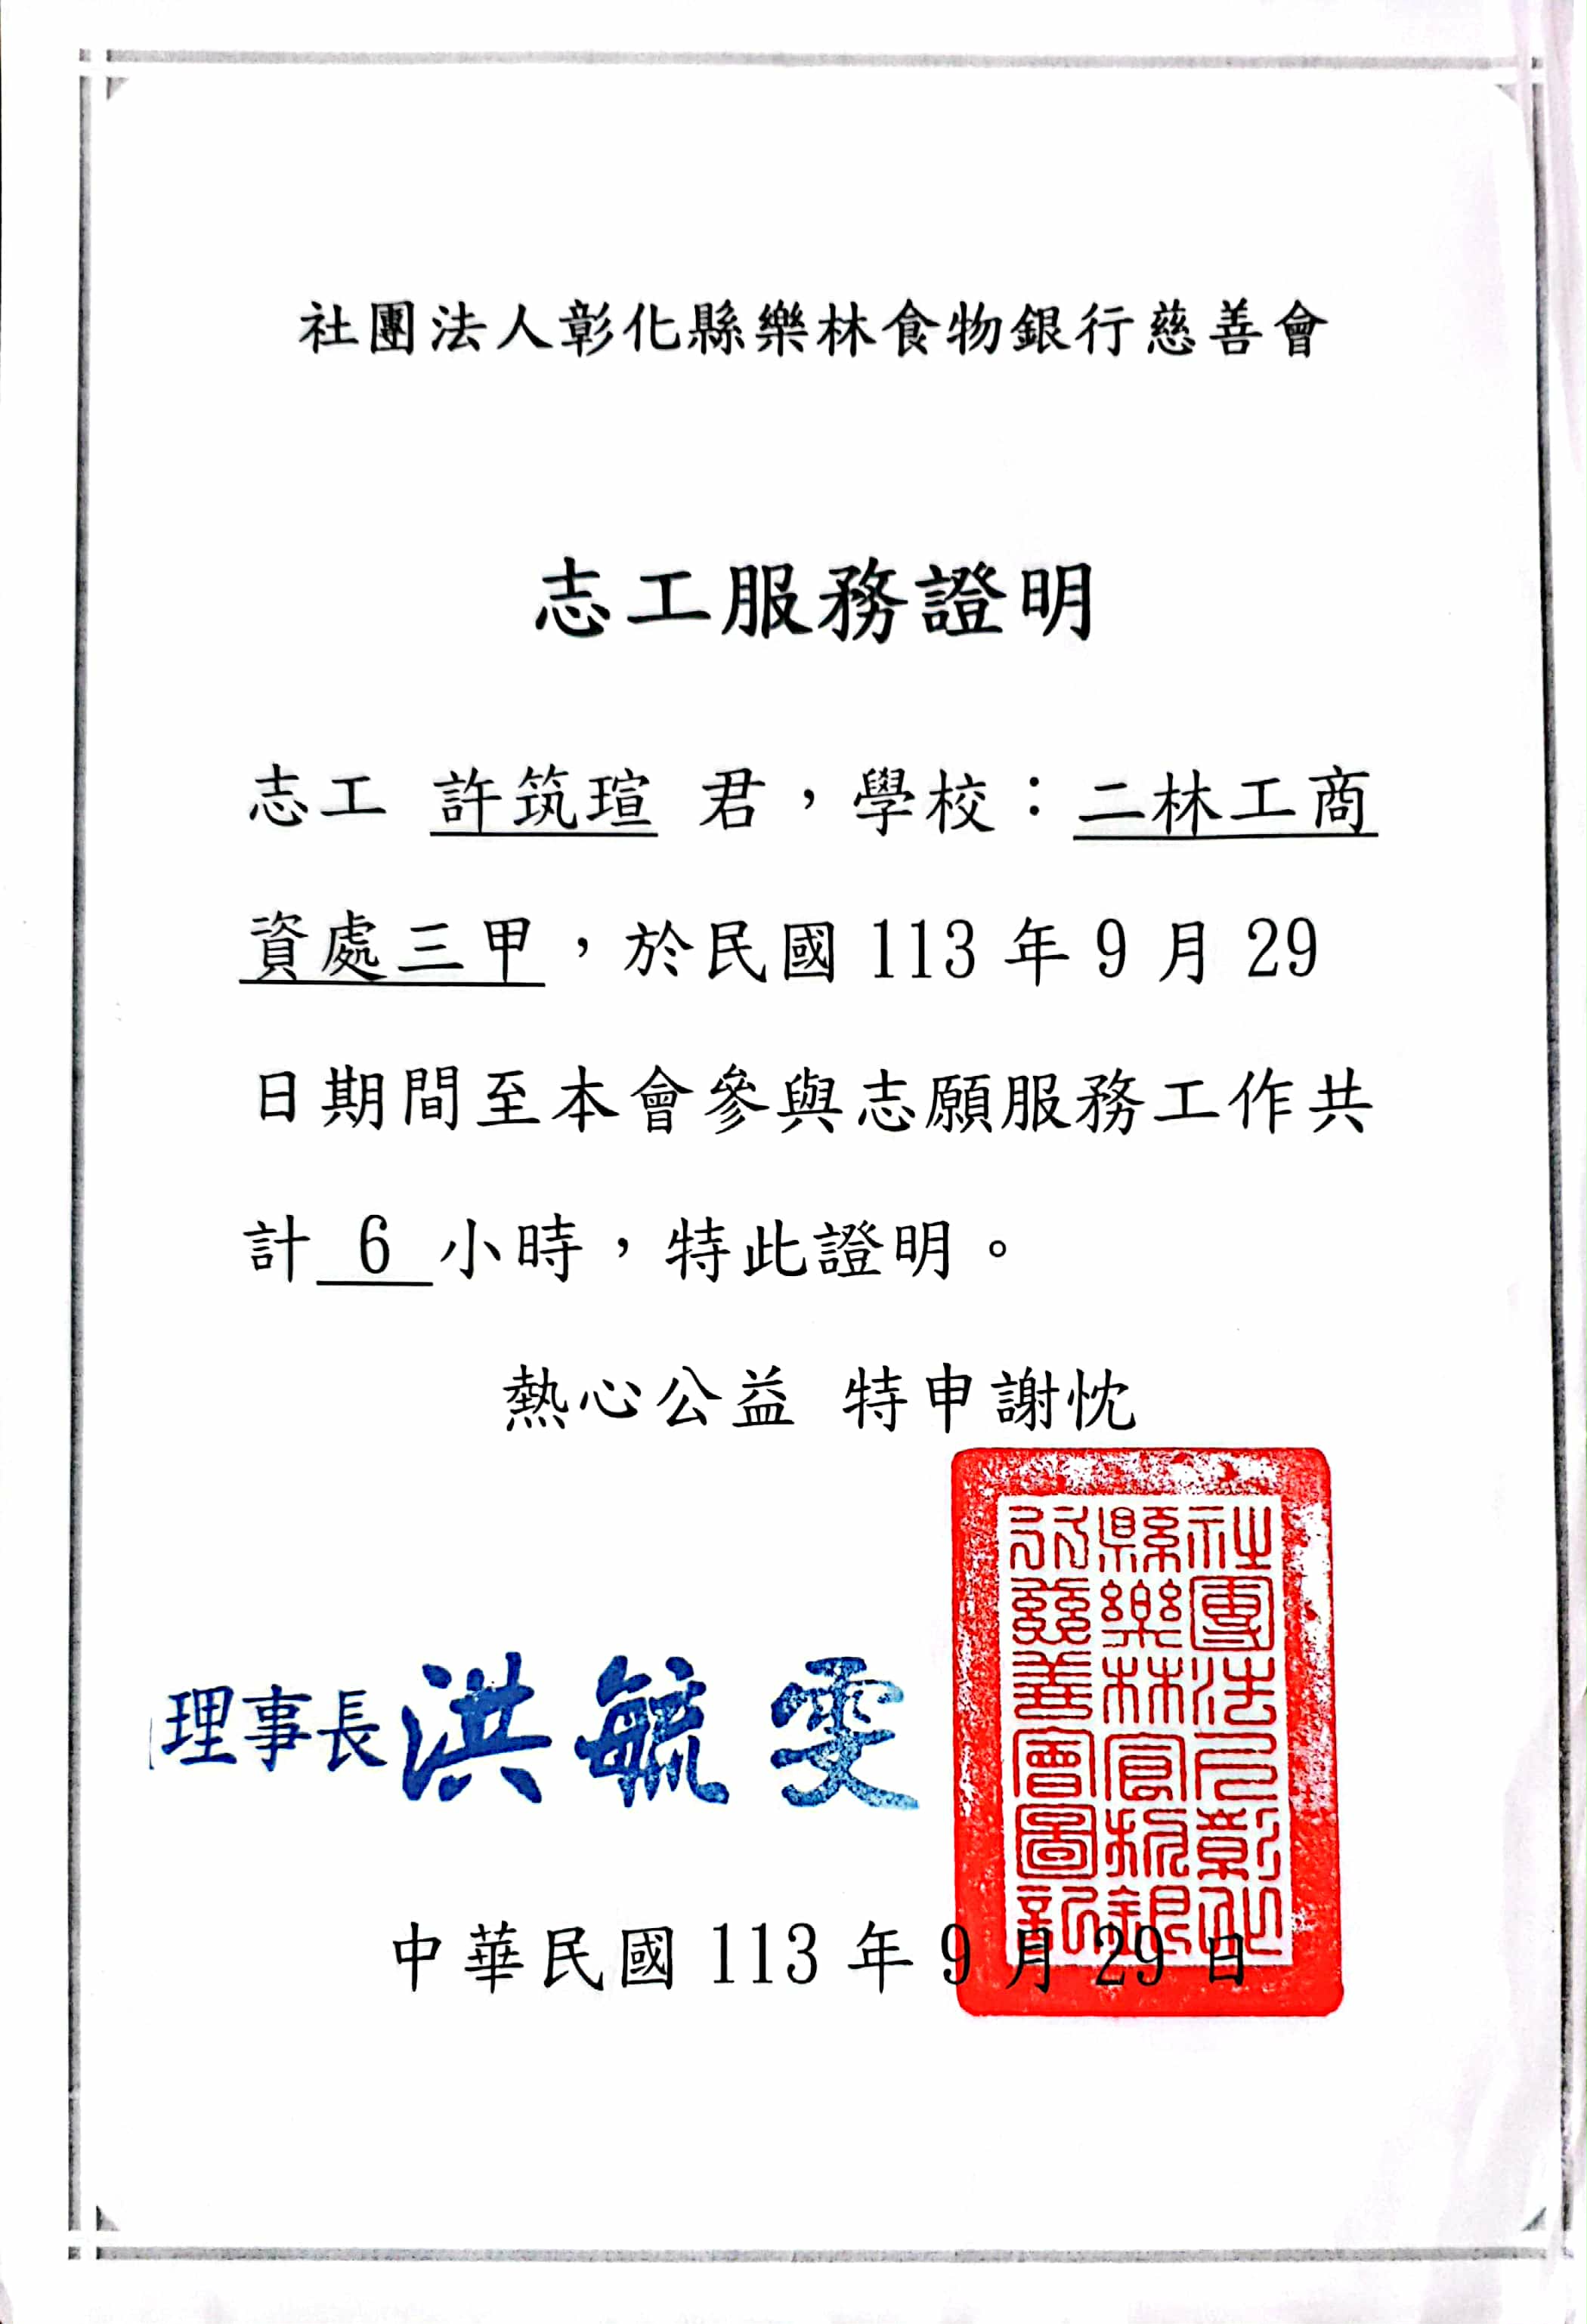 社團法人彰化縣樂林食物銀行慈善會
志工服務證明
志工 許筑瑄 君，學校：二林工商
資處三甲，於民國 113 年 9 月 29
日期間至本會參與志願服務工作共
計 6 小時，特此證明。
熱心公益 特申謝忱
社團法人彰化
縣樂林食物銀
行慈善會圖記
理事長洪毓雯
中華民國 113 年 9 月 29 日